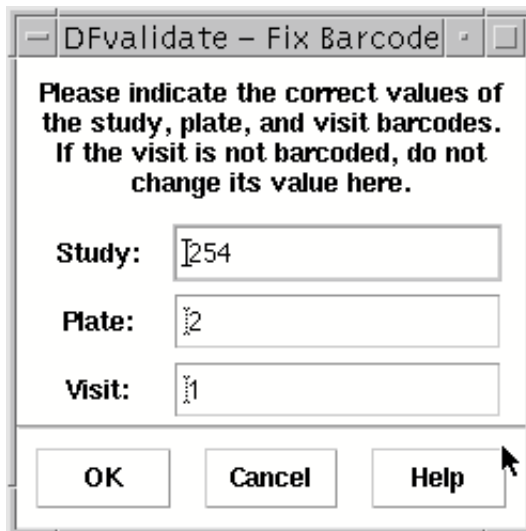 DFvalidate – Fix Barcode
Please indicate the correct values of
the study, plate, and visit barcodes.
If the visit is not barcoded, do not
change its value here.
Study: 254
Plate: 2
Visit: 1
OK Cancel Help